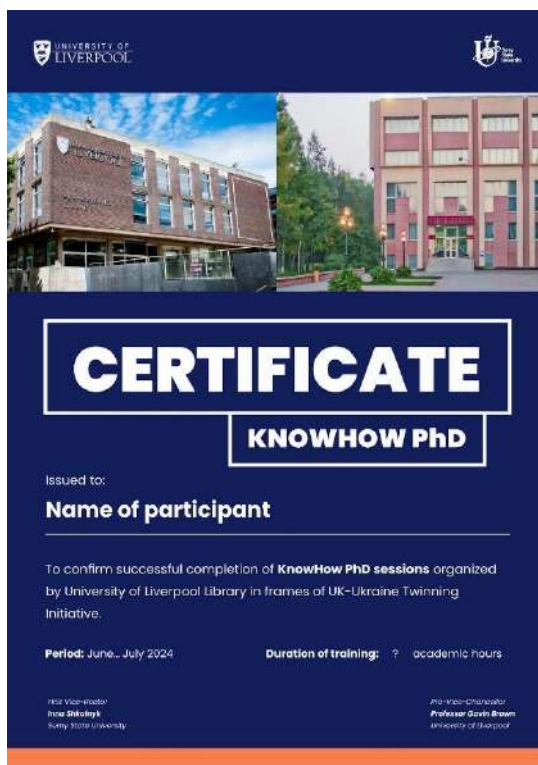 UNIVERSITY OF
LIVERPOOL
Sumy
State
University
CERTIFICATE
KNOWHOW PhD
Issued to:
Name of participant
To confirm successful completion of KnowHow PhD sessions organized
by University of Liverpool Library in frames of UK-Ukraine Twinning
Initiative.
Period: June... July 2024
Duration of training: ? academic hours
First Vice-Rector
Inna Shkolnyk
Sumy State University
Pro-Vice-Chancellor
Professor Gavin Brown
University of Liverpool